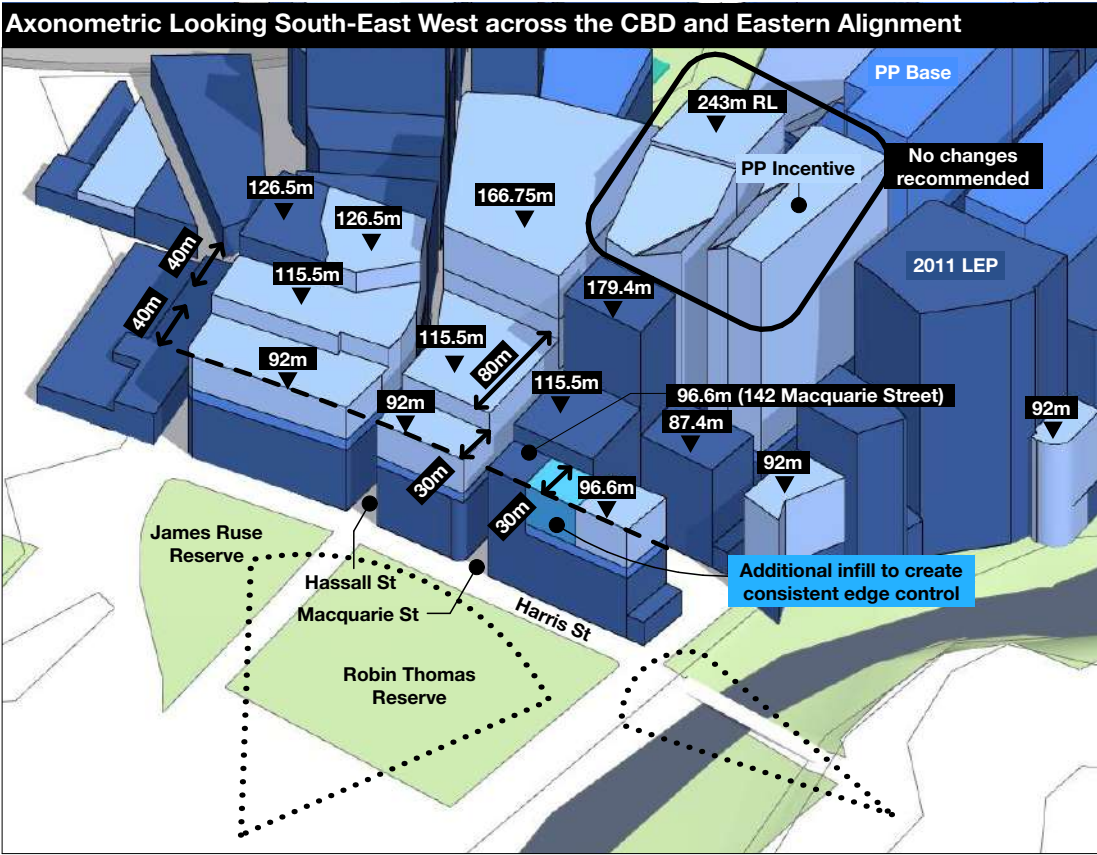 Axonometric Looking South-East West across the CBD and Eastern Alignment
PP Base
243m RL
No changes
recommended
PP Incentive
126.5m
126.5m
166.75m
40m
115.5m
179.4m
2011 LEP
40m
115.5m
80m
92m
115.5m
96.6m (142 Macquarie Street)
92m
87.4m
92m
92m
30m
96.6m
30m
James Ruse
Reserve
Hassall St
Macquarie St
Harris St
Additional infill to create
consistent edge control
Robin Thomas
Reserve